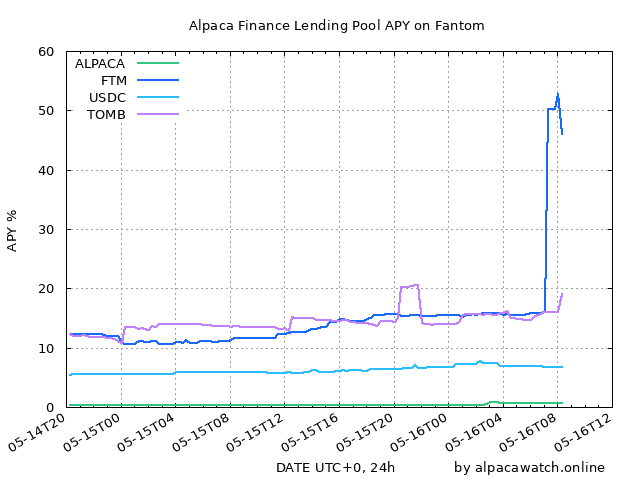 Alpaca Finance Lending Pool APY on Fantom
APY %
60
50
40
30
20
10
0
ALPACA
FTM
USDC
TOMB
05-14T20
05-15T00
05-15T04
05-15T08
05-15T12
05-15T16
05-15T20
05-16T00
05-16T04
05-16T08
05-16T12
DATE UTC+0, 24h
by alpacawatch.online